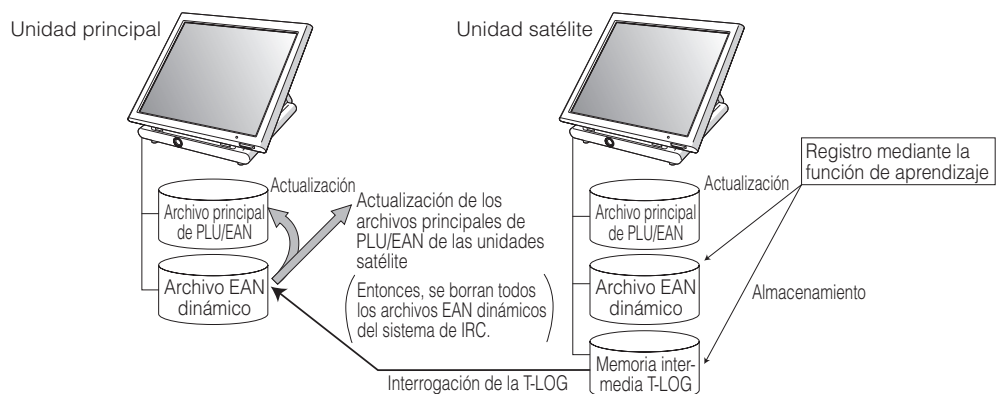 Unidad principal
Unidad satélite
Registro mediante la
función de aprendizaje
Actualización
Actualización
Archivo principal
de PLU/EAN
Actualización de los
archivos principales de
PLU/EAN de las unidades
satélite
Archivo principal
de PLU/EAN
Archivo EAN
dinámico
(Entonces, se borran todos
los archivos EAN dinámicos
del sistema de IRC.)
Archivo EAN
dinámico
Almacenamiento
Interrogación de la T-LOG
Memoria inter-
media T-LOG